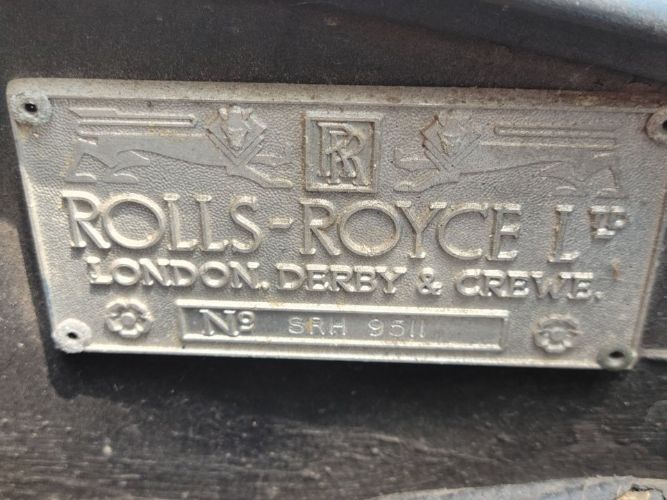 RR
ROLLS-ROYCE LTD
LONDON, DERBY & CREWE.
No SRH 9511